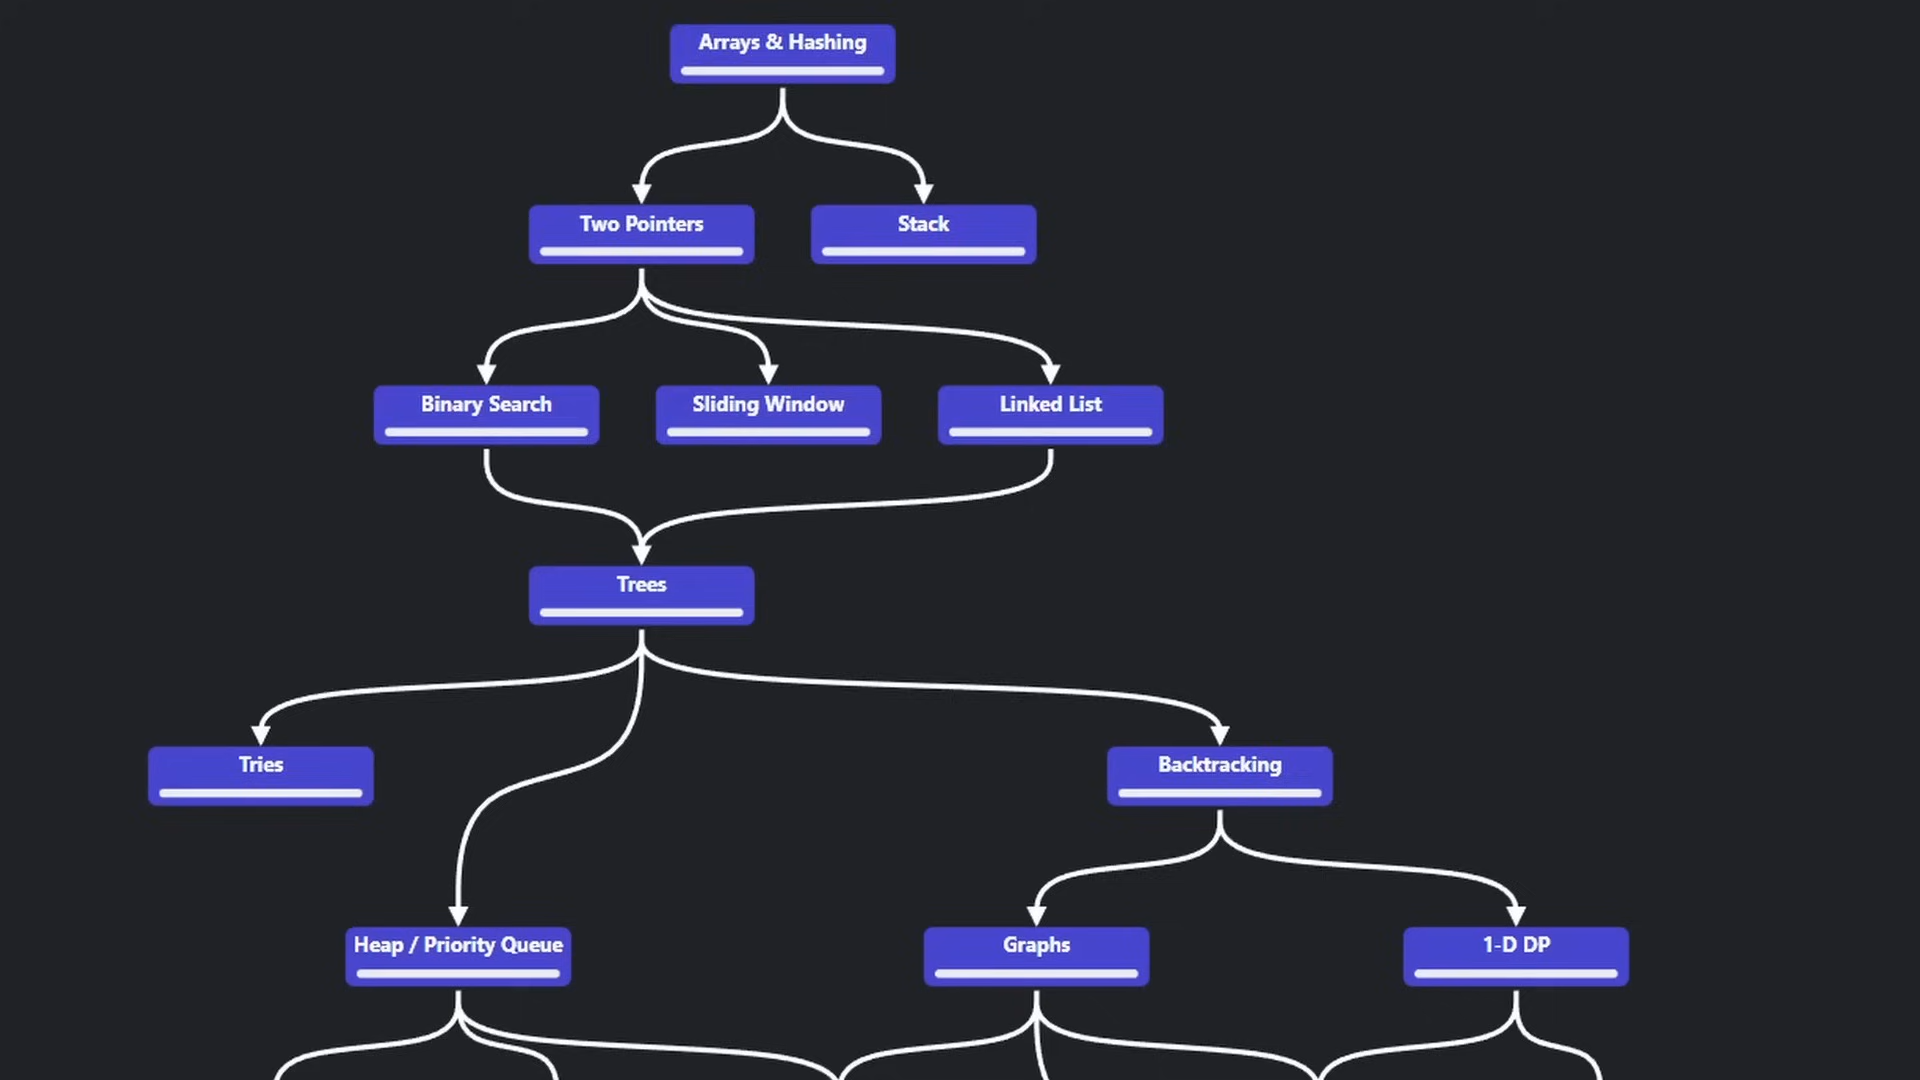 Arrays & Hashing
Two Pointers
Stack
Binary Search
Sliding Window
Linked List
Trees
Tries
Backtracking
Heap / Priority Queue
Graphs
1-D DP